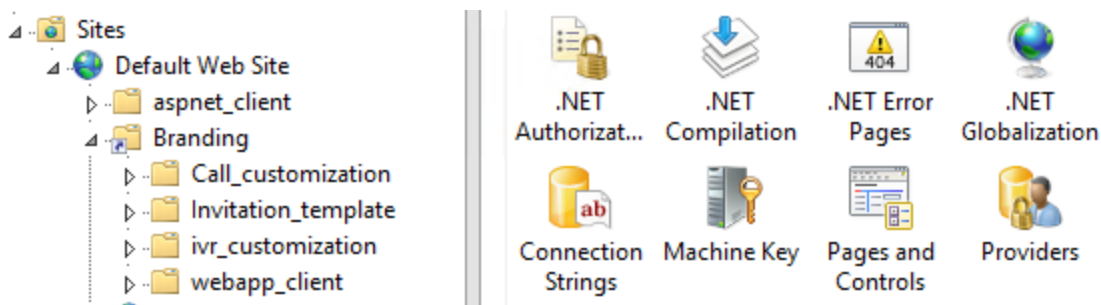 Sites
Default Web Site
aspnet_client
Branding
Call_customization
Invitation_template
ivr_customization
webapp_client
.NET
Authorizat...
.NET
Compilation
404
.NET Error
Pages
.NET
Globalization
ab
Connection
Strings
Machine Key
Pages and
Controls
Providers